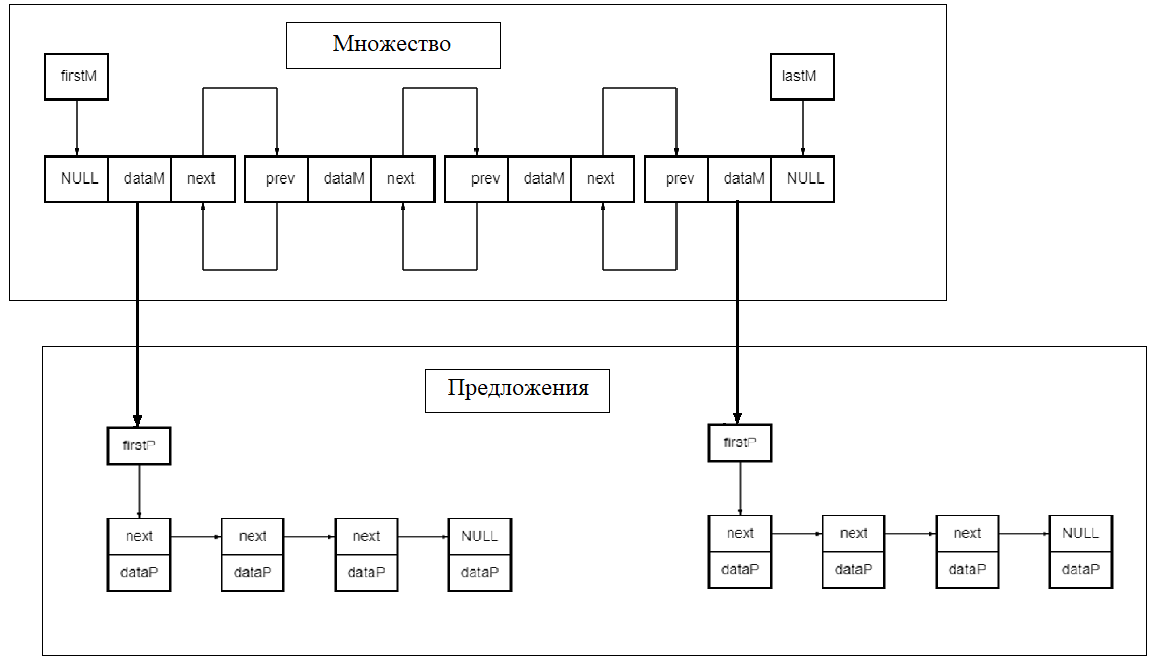 Множество
firstM lastM
NULL dataM next prev dataM next prev dataM next prev dataM NULL
Предложения
firstP firstP
next next next NULL next next next NULL
dataP dataP dataP dataP dataP dataP dataP dataP